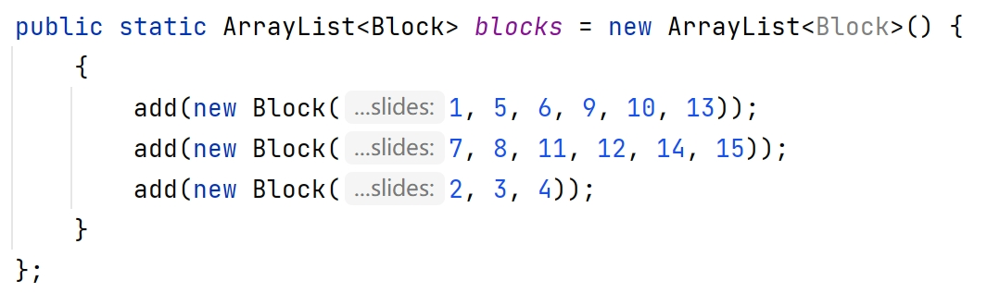 public static ArrayList<Block> blocks = new ArrayList<Block>() {
{
add(new Block( ...slides: 1, 5, 6, 9, 10, 13));
add(new Block( ...slides: 7, 8, 11, 12, 14, 15));
add(new Block( ...slides: 2, 3, 4));
}
};